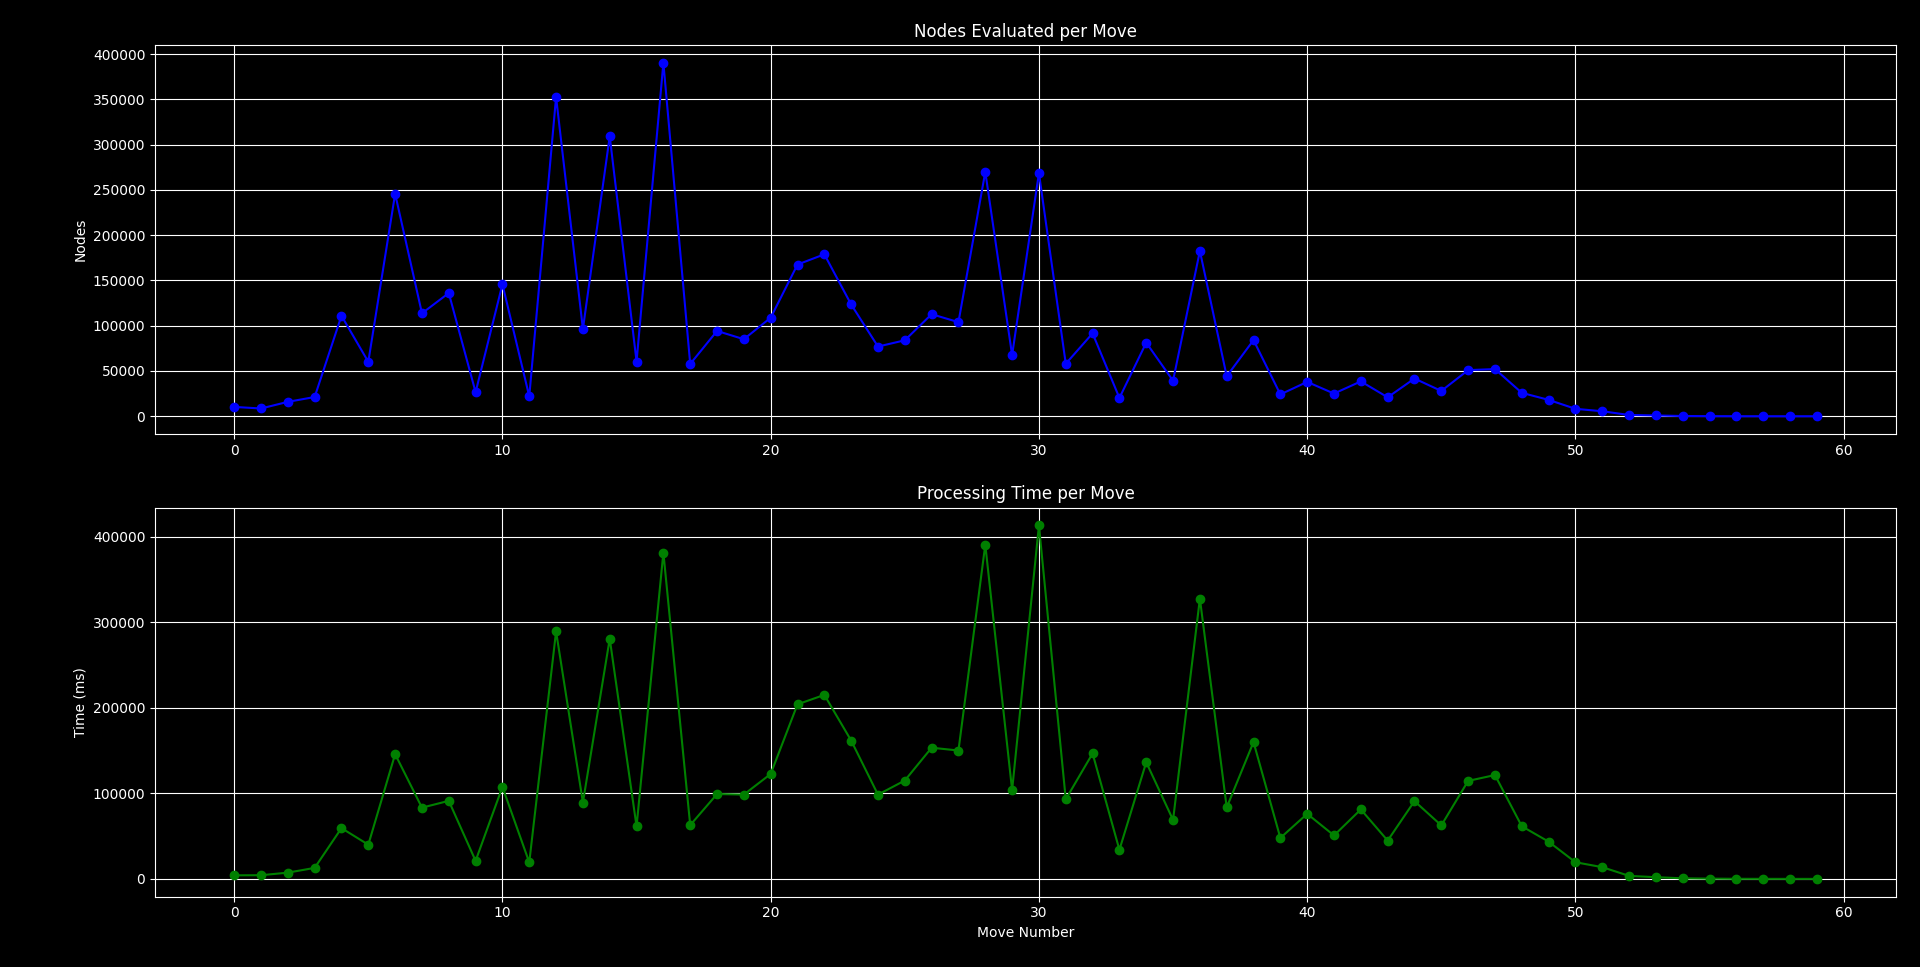 Nodes Evaluated per Move
400000
350000
300000
250000
200000
150000
100000
50000
0
Nodes
0 10 20 30 40 50 60
Processing Time per Move
400000
300000
200000
100000
0
Time (ms)
0 10 20 30 40 50 60
Move Number